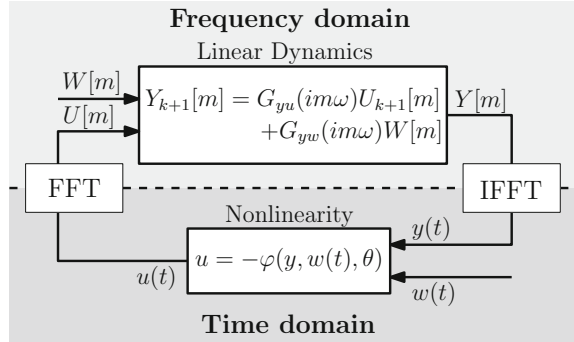 Frequency domain
Linear Dynamics
W[m]
U[m]
Y_{k+1}[m] = G_{yu}(imω)U_{k+1}[m]
+G_{yw}(imω)W[m]
Y[m]
FFT
IFFT
Nonlinearity
u = −φ(y, w(t), θ)
y(t)
u(t)
w(t)
Time domain